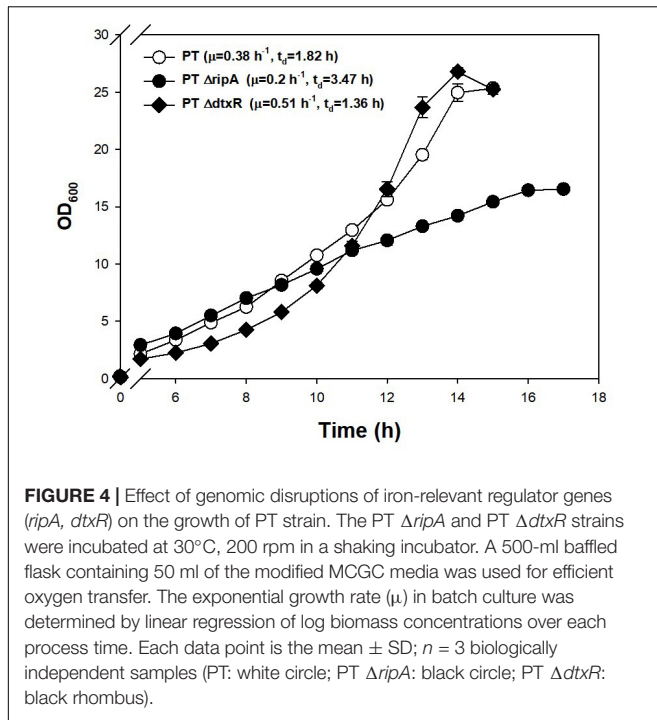 30
25
20
15
10
5
0
OD600
PT (μ=0.38 h-1, td=1.82 h)
PT ΔripA (μ=0.2 h-1, td=3.47 h)
PT ΔdtxR (μ=0.51 h-1, td=1.36 h)
0 6 8 10 12 14 16 18
Time (h)
FIGURE 4 | Effect of genomic disruptions of iron-relevant regulator genes
(ripA, dtxR) on the growth of PT strain. The PT ΔripA and PT ΔdtxR strains
were incubated at 30°C, 200 rpm in a shaking incubator. A 500-ml baffled
flask containing 50 ml of the modified MCGC media was used for efficient
oxygen transfer. The exponential growth rate (μ) in batch culture was
determined by linear regression of log biomass concentrations over each
process time. Each data point is the mean ± SD; n = 3 biologically
independent samples (PT: white circle; PT ΔripA: black circle; PT ΔdtxR:
black rhombus).